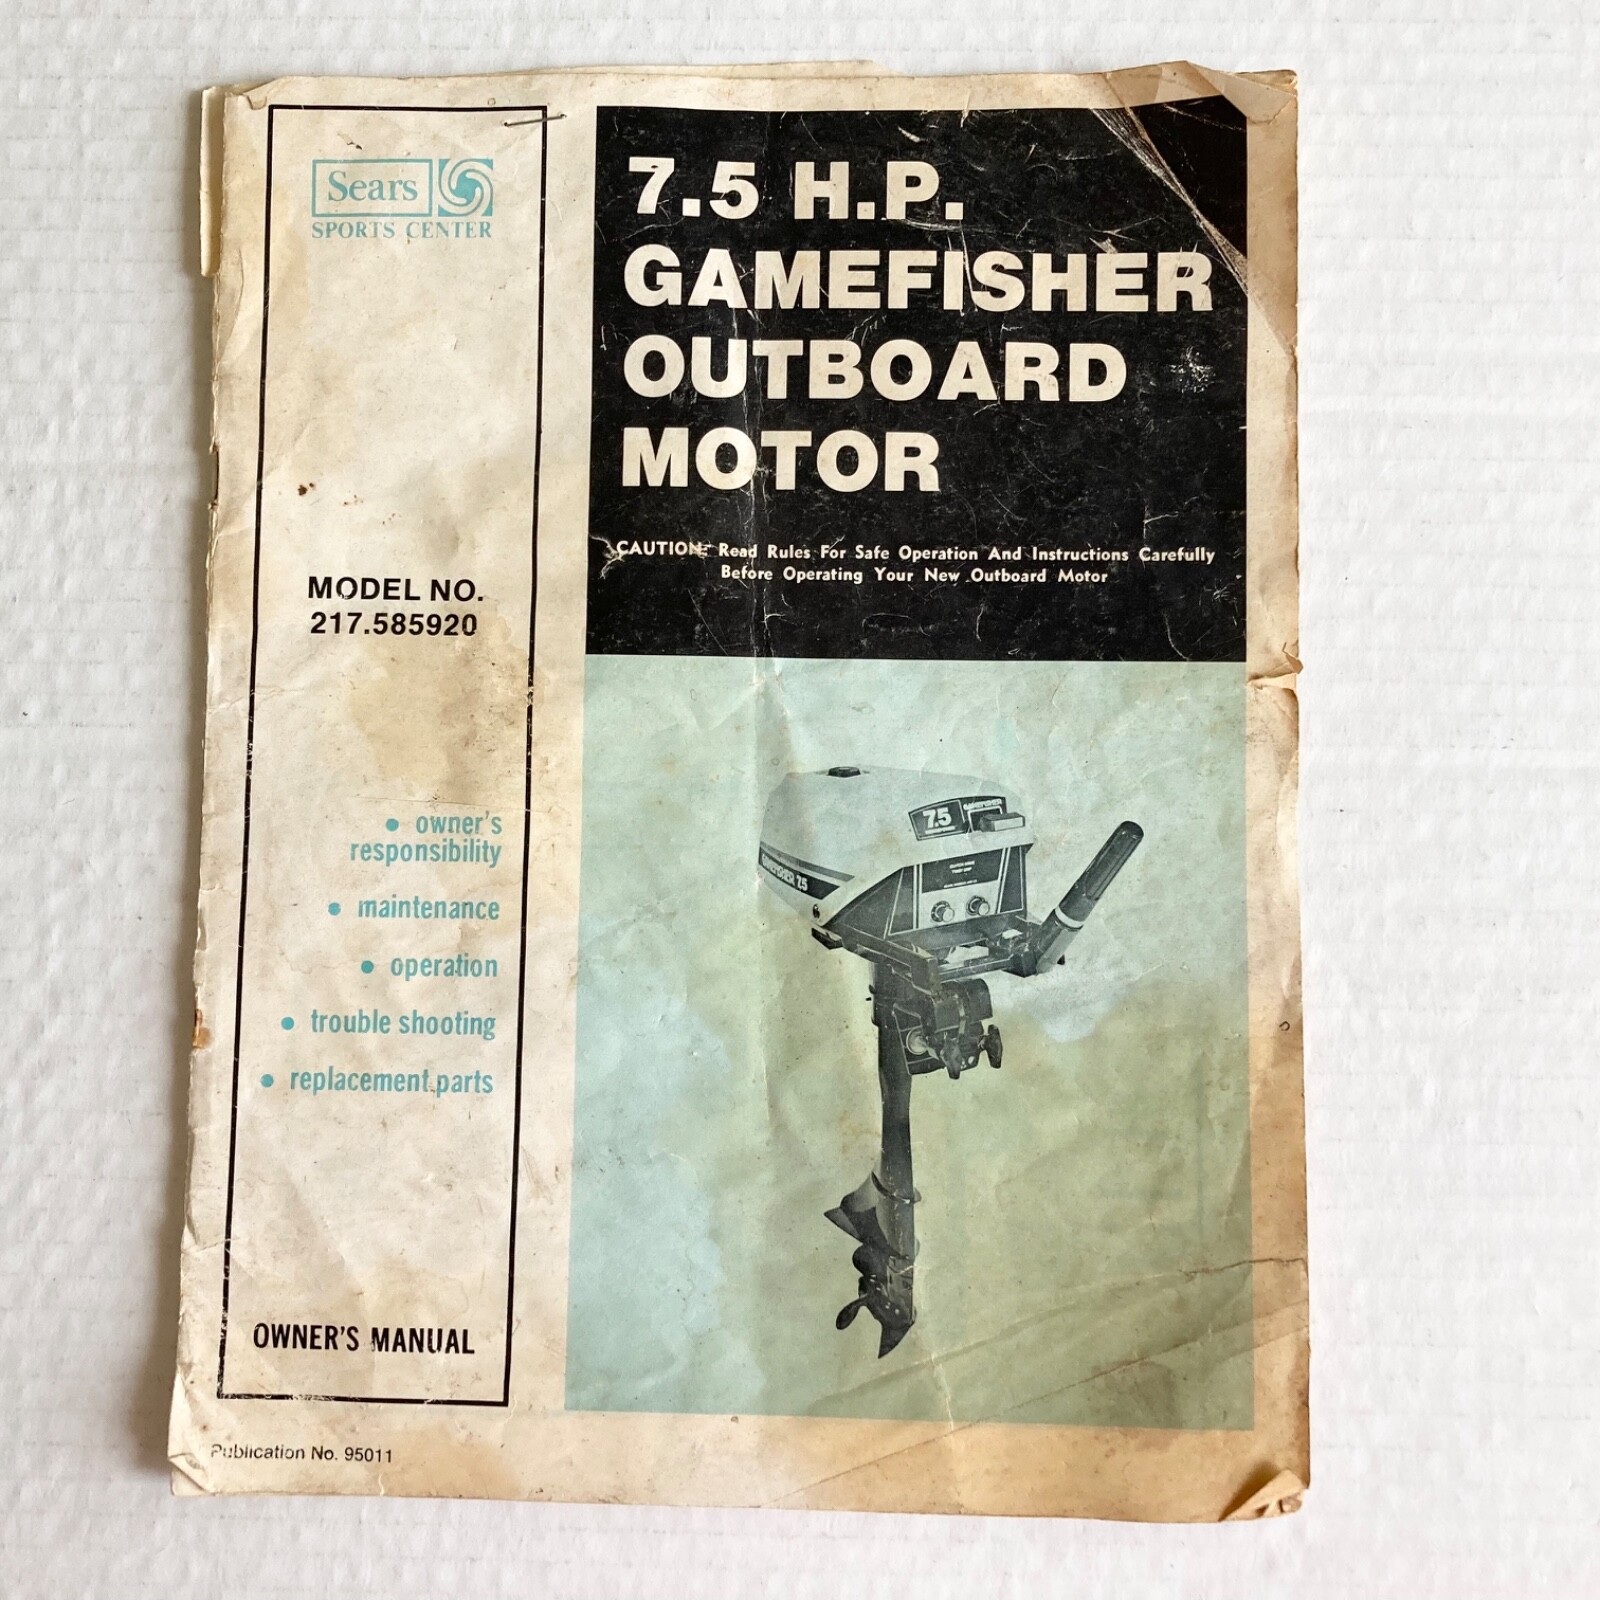 Sears
SPORTS CENTER
MODEL NO.
217.585920
• owner's
responsibility
• maintenance
• operation
• trouble shooting
• replacement parts
OWNER'S MANUAL
Publication No. 95011
7.5 H.P.
GAMEFISHER
OUTBOARD
MOTOR
CAUTION: Read Rules For Safe Operation And Instructions Carefully
Before Operating Your New Outboard Motor
7.5
GAMEFISHER
GAMEFISHER 7.5